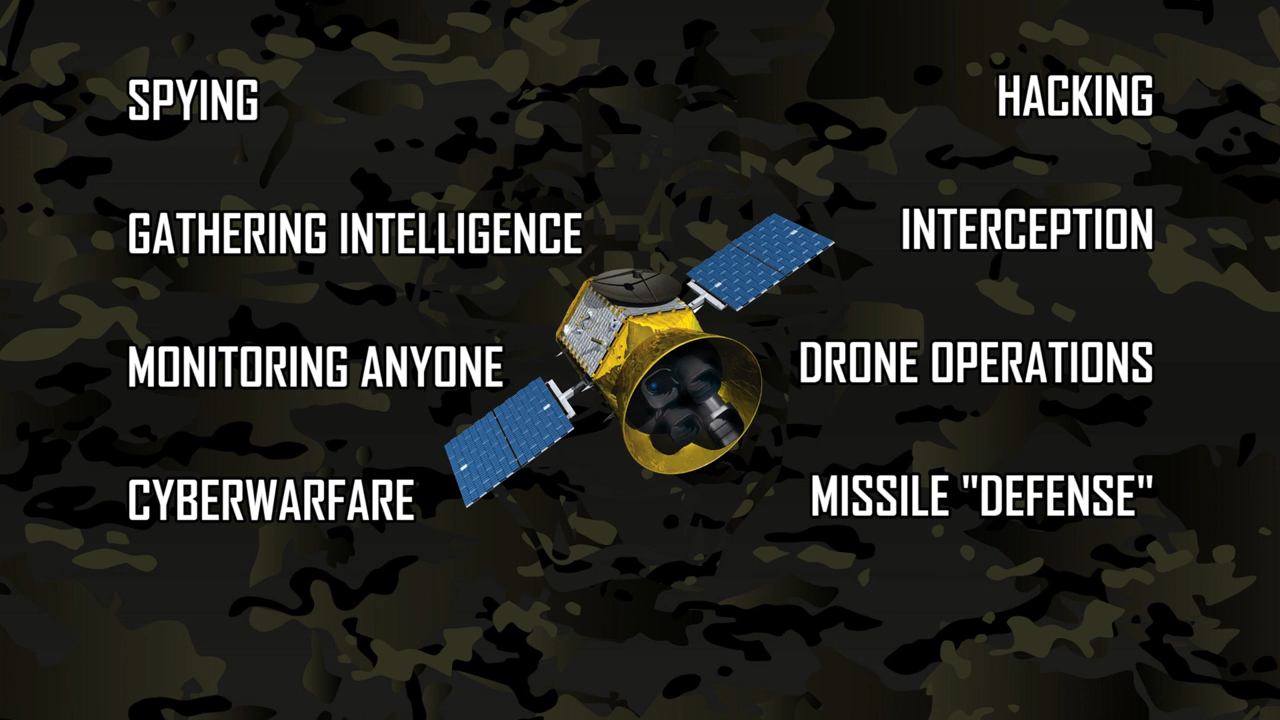 SPYING
GATHERING INTELLIGENCE
MONITORING ANYONE
CYBERWARFARE
HACKING
INTERCEPTION
DRONE OPERATIONS
MISSILE "DEFENSE"